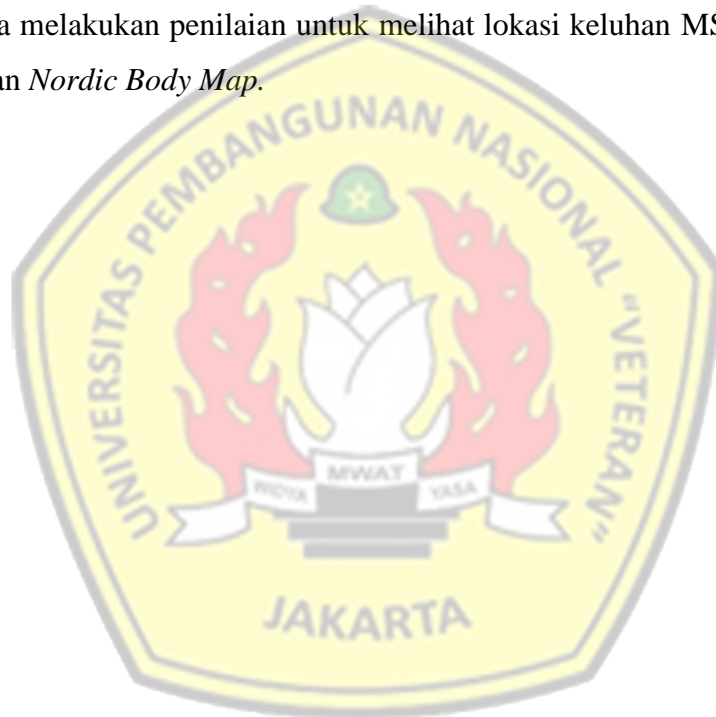 a melakukan penilaian untuk melihat lokasi keluhan MS
an Nordic Body Map.
UNIVERSITAS PEMBANGUNAN NASIONAL "VETERAN"
WIDYA MWAT YASA
JAKARTA